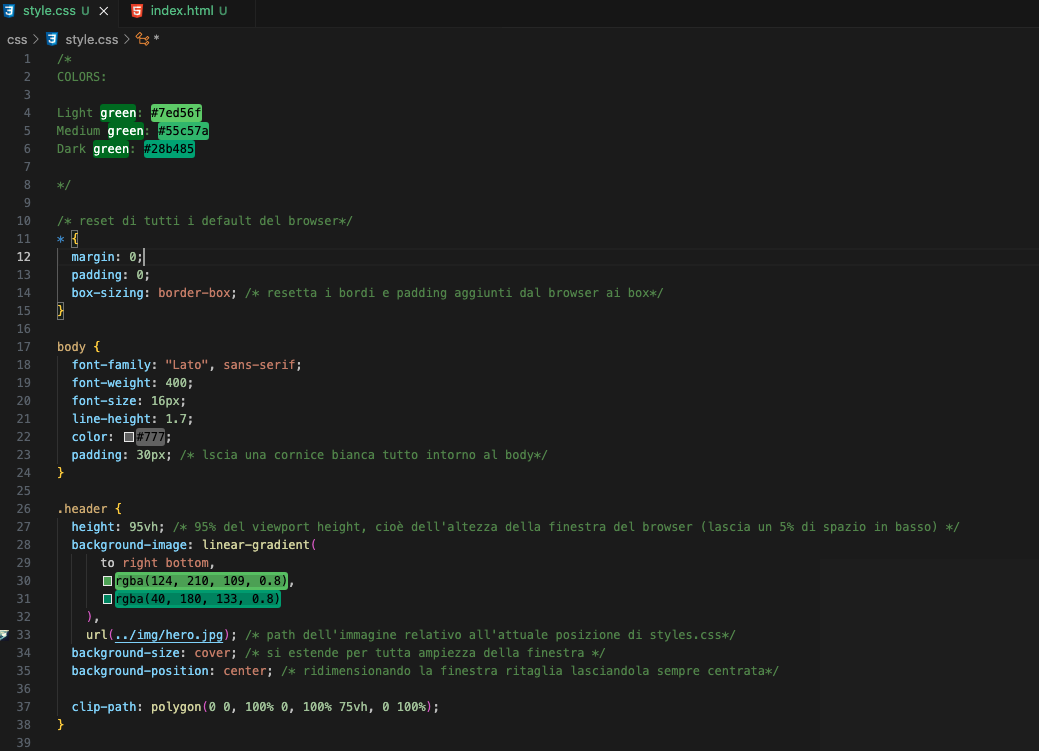 style.css U
index.html U
css > style.css > *
1 /*
2 COLORS:
3
4 Light green: #7ed56f
5 Medium green: #55c57a
6 Dark green: #28b485
7
8 */
9
10 /* reset di tutti i default del browser*/
11 * {
12 margin: 0;
13 padding: 0;
14 box-sizing: border-box; /* resetta i bordi e padding aggiunti dal browser ai box*/
15 }
16
17 body {
18 font-family: "Lato", sans-serif;
19 font-weight: 400;
20 font-size: 16px;
21 line-height: 1.7;
22 color: #777;
23 padding: 30px; /* lscia una cornice bianca tutto intorno al body*/
24 }
25
26 .header {
27 height: 95vh; /* 95% del viewport height, cioè dell'altezza della finestra del browser (lascia un 5% di spazio in basso) */
28 background-image: linear-gradient(
29 to right bottom,
30 rgba(124, 210, 109, 0.8),
31 rgba(40, 180, 133, 0.8)
32 ),
33 url(../img/hero.jpg); /* path dell'immagine relativo all'attuale posizione di styles.css*/
34 background-size: cover; /* si estende per tutta ampiezza della finestra */
35 background-position: center; /* ridimensionando la finestra ritaglia lasciandola sempre centrata*/
36
37 clip-path: polygon(0 0, 100% 0, 100% 75vh, 0 100%);
38 }
39